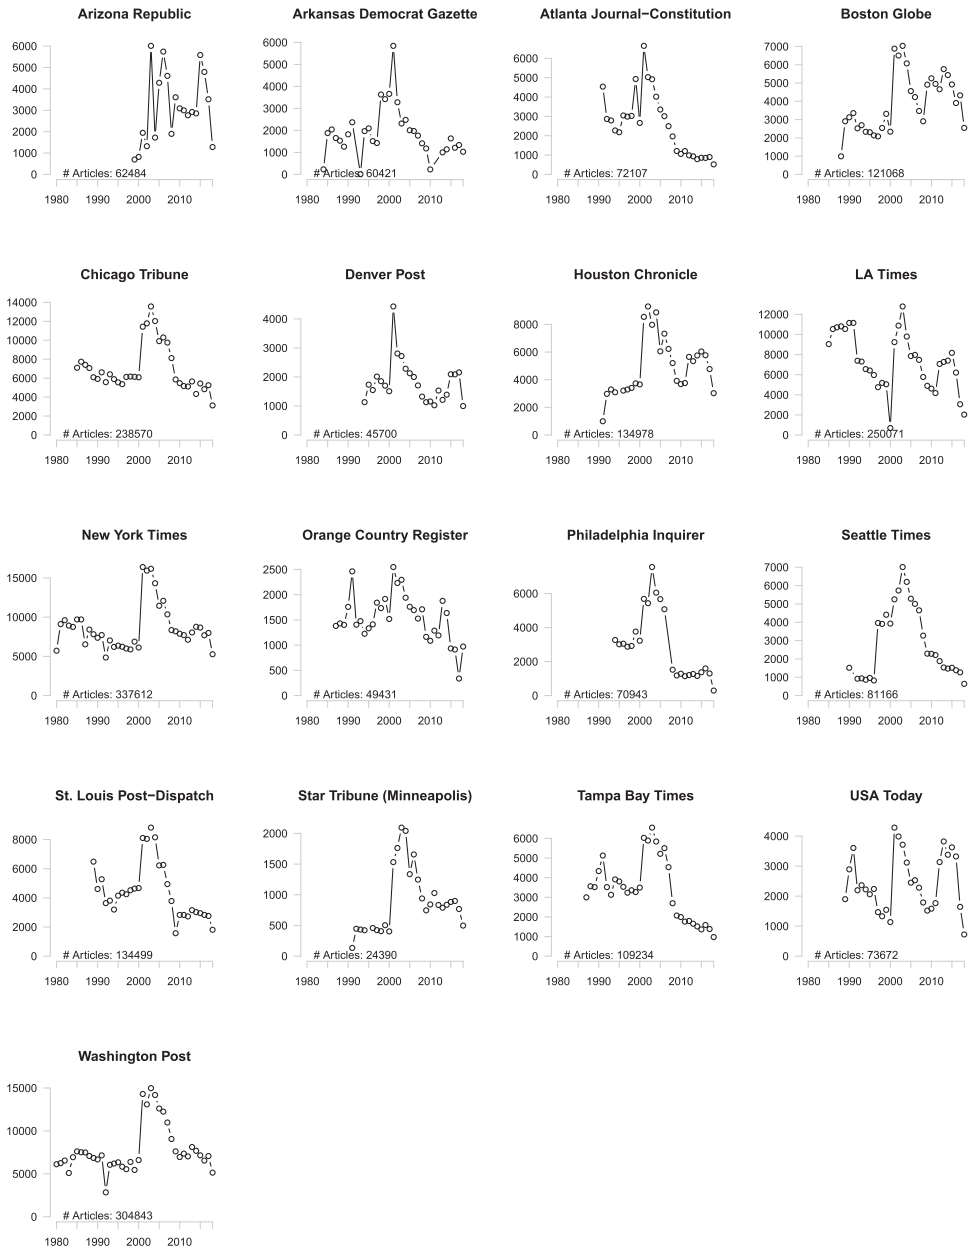 Arizona Republic
6000
5000
4000
3000
2000
1000
0
# Articles: 62484
1980 1990 2000 2010
Arkansas Democrat Gazette
6000
5000
4000
3000
2000
1000
0
# Articles: 60421
1980 1990 2000 2010
Atlanta Journal−Constitution
6000
5000
4000
3000
2000
1000
0
# Articles: 72107
1980 1990 2000 2010
Boston Globe
7000
6000
5000
4000
3000
2000
1000
0
# Articles: 121068
1980 1990 2000 2010
Chicago Tribune
14000
12000
10000
8000
6000
4000
2000
0
# Articles: 238570
1980 1990 2000 2010
Denver Post
4000
3000
2000
1000
0
# Articles: 45700
1980 1990 2000 2010
Houston Chronicle
8000
6000
4000
2000
0
# Articles: 134978
1980 1990 2000 2010
LA Times
12000
10000
8000
6000
4000
2000
0
# Articles: 250071
1980 1990 2000 2010
New York Times
15000
10000
5000
0
# Articles: 337612
1980 1990 2000 2010
Orange Country Register
2500
2000
1500
1000
500
0
# Articles: 49431
1980 1990 2000 2010
Philadelphia Inquirer
6000
4000
2000
0
# Articles: 70943
1980 1990 2000 2010
Seattle Times
7000
6000
5000
4000
3000
2000
1000
0
# Articles: 81166
1980 1990 2000 2010
St. Louis Post−Dispatch
8000
6000
4000
2000
0
# Articles: 134499
1980 1990 2000 2010
Star Tribune (Minneapolis)
2000
1500
1000
500
0
# Articles: 24390
1980 1990 2000 2010
Tampa Bay Times
6000
5000
4000
3000
2000
1000
0
# Articles: 109234
1980 1990 2000 2010
USA Today
4000
3000
2000
1000
0
# Articles: 73672
1980 1990 2000 2010
Washington Post
15000
10000
5000
0
# Articles: 304843
1980 1990 2000 2010